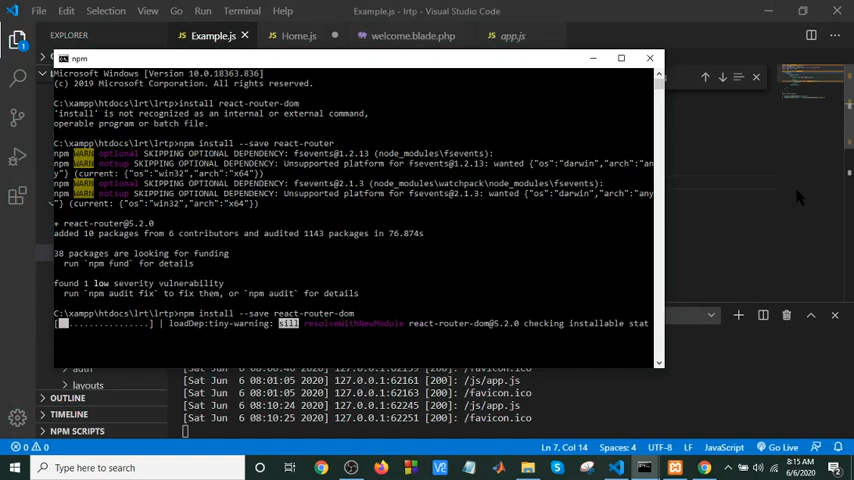 File Edit Selection View Go Run Terminal Help Example.js - lrtp - Visual Studio Code
Example.js Home.js welcome.blade.php app.js
npm
Microsoft Windows [Version 10.0.18363.836]
(c) 2019 Microsoft Corporation. All rights reserved.
C:\xampp\htdocs\lrt\lrtp>install react-router-dom
'install' is not recognized as an internal or external command,
operable program or batch file.
C:\xampp\htdocs\lrt\lrtp>npm install --save react-router
npm WARN optional SKIPPING OPTIONAL DEPENDENCY: fsevents@1.2.13 (node_modules\fsevents):
npm WARN notsup SKIPPING OPTIONAL DEPENDENCY: Unsupported platform for fsevents@1.2.13: wanted {"os":"darwin","arch":"an
y"} (current: {"os":"win32","arch":"x64"})
npm WARN optional SKIPPING OPTIONAL DEPENDENCY: fsevents@2.1.3 (node_modules\watchpack\node_modules\fsevents):
npm WARN notsup SKIPPING OPTIONAL DEPENDENCY: Unsupported platform for fsevents@2.1.3: wanted {"os":"darwin","arch":"any
"} (current: {"os":"win32","arch":"x64"})
+ react-router@5.2.0
added 10 packages from 6 contributors and audited 1143 packages in 76.874s
38 packages are looking for funding
run `npm fund` for details
found 1 low severity vulnerability
run `npm audit fix` to fix them, or `npm audit` for details
C:\xampp\htdocs\lrt\lrtp>npm install --save react-router-dom
[ ................] | loadDep:tiny-warning: sill resolveWithNewModule react-router-dom@5.2.0 checking installable stat
auth
layouts
OUTLINE
TIMELINE
NPM SCRIPTS
[Sat Jun 6 08:01:05 2020] 127.0.0.1:62161 [200]: /js/app.js
[Sat Jun 6 08:01:05 2020] 127.0.0.1:62163 [200]: /favicon.ico
[Sat Jun 6 08:10:24 2020] 127.0.0.1:62245 [200]: /js/app.js
[Sat Jun 6 08:10:25 2020] 127.0.0.1:62251 [200]: /favicon.ico
0 0 Ln 7, Col 14 Spaces: 4 UTF-8 LF JavaScript Go Live
Type here to search
8:15 AM
6/6/2020
2